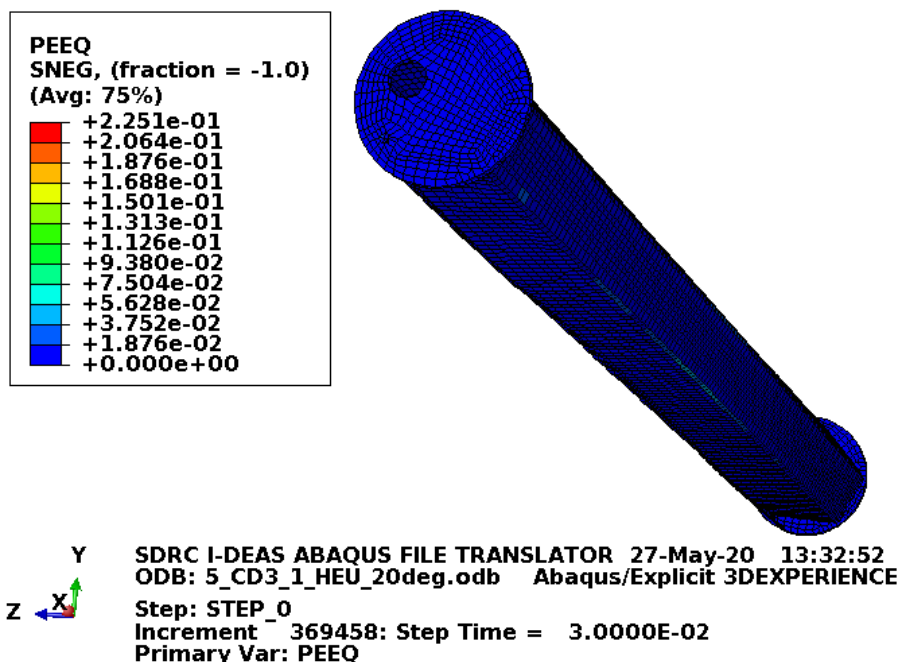 PEEQ
SNEG, (fraction = -1.0)
(Avg: 75%)
+2.251e-01
+2.064e-01
+1.876e-01
+1.688e-01
+1.501e-01
+1.313e-01
+1.126e-01
+9.380e-02
+7.504e-02
+5.628e-02
+3.752e-02
+1.876e-02
+0.000e+00
Y
Z X
SDRC I-DEAS ABAQUS FILE TRANSLATOR 27-May-20 13:32:52
ODB: 5_CD3_1_HEU_20deg.odb Abaqus/Explicit 3DEXPERIENCE
Step: STEP_0
Increment 369458: Step Time = 3.0000E-02
Primary Var: PEEQ